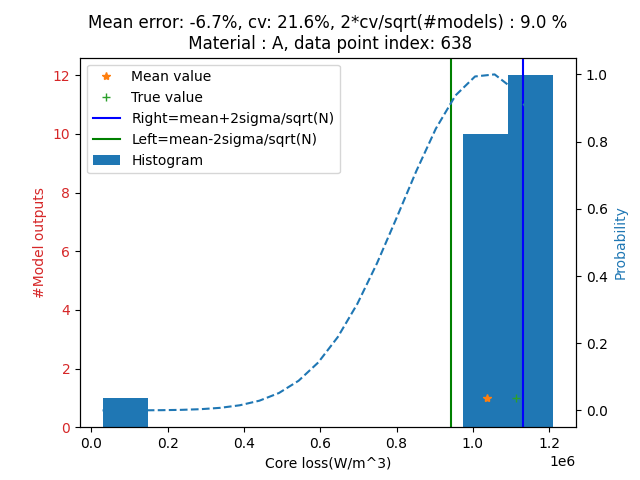 Mean error: -6.7%, cv: 21.6%, 2*cv/sqrt(#models) : 9.0 %
Material : A, data point index: 638
Mean value
True value
Right=mean+2sigma/sqrt(N)
Left=mean-2sigma/sqrt(N)
Histogram
12
10
8
6
4
2
0
#Model outputs
1.0
0.8
0.6
0.4
0.2
0.0
Probability
0.0 0.2 0.4 0.6 0.8 1.0 1.2
1e6
Core loss(W/m^3)